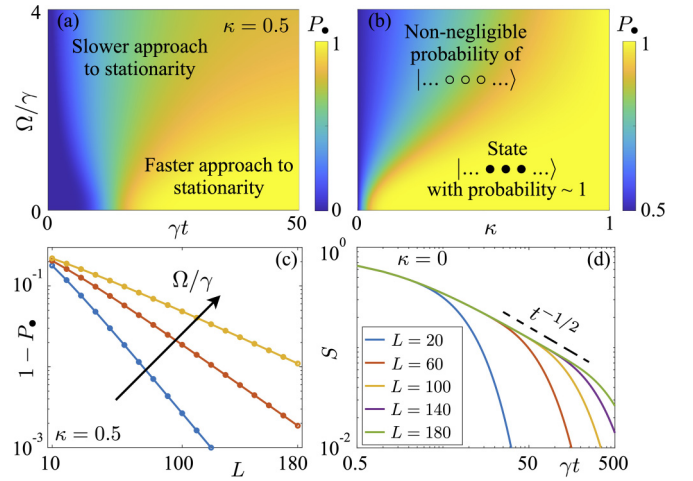 (a) κ = 0.5 P●
4 1
Slower approach
to stationarity
Ω/γ
Faster approach to
stationarity
0 0
0 γt 50
(b) P●
1
Non-negligible
probability of
|... ○ ○ ○ ...⟩
State
|... ● ● ● ...⟩
with probability ~ 1
0.5
0 κ 1
(c)
10⁻¹
Ω/γ
1 − P●
κ = 0.5
10⁻³
10 100 L 180
(d)
10⁰
κ = 0
t⁻¹/²
S
L = 20
L = 60
L = 100
L = 140
L = 180
10⁻²
0.5 50 γt 500